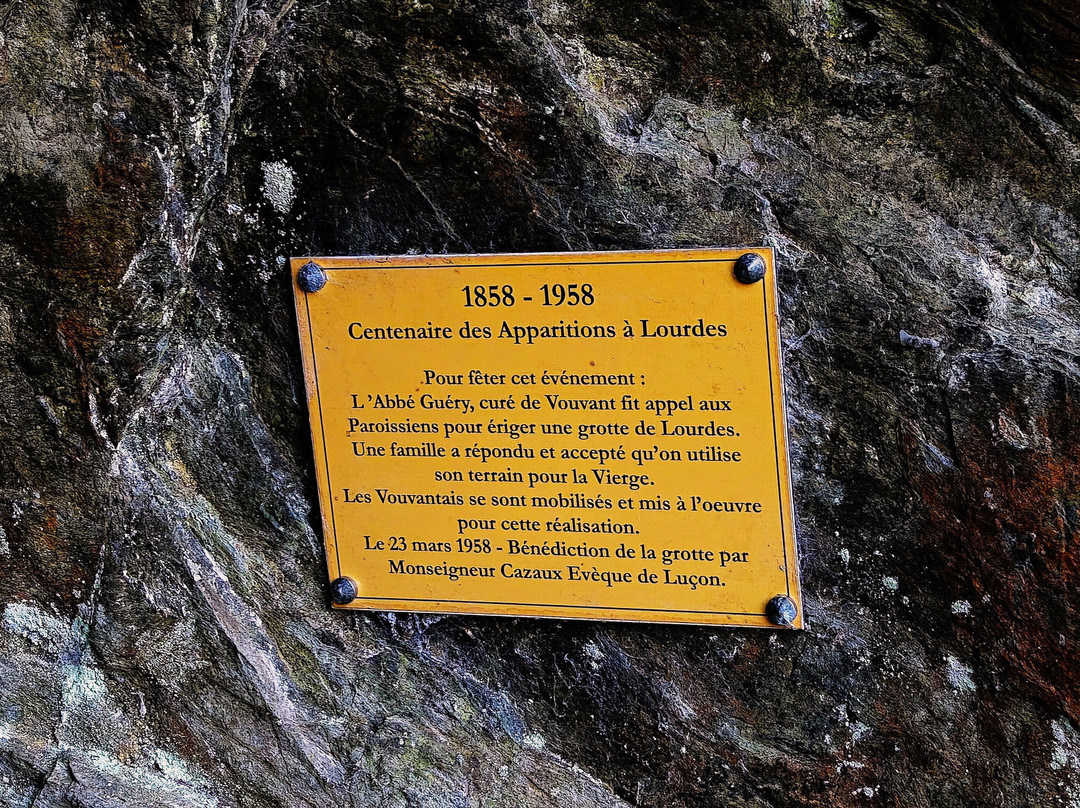 1858 - 1958
Centenaire des Apparitions à Lourdes
Pour fêter cet événement :
L'Abbé Guéry, curé de Vouvant fit appel aux
Paroissiens pour ériger une grotte de Lourdes.
Une famille a répondu et accepté qu'on utilise
son terrain pour la Vierge.
Les Vouvantais se sont mobilisés et mis à l'oeuvre
pour cette réalisation.
Le 23 mars 1958 - Bénédiction de la grotte par
Monseigneur Cazaux Evèque de Luçon.